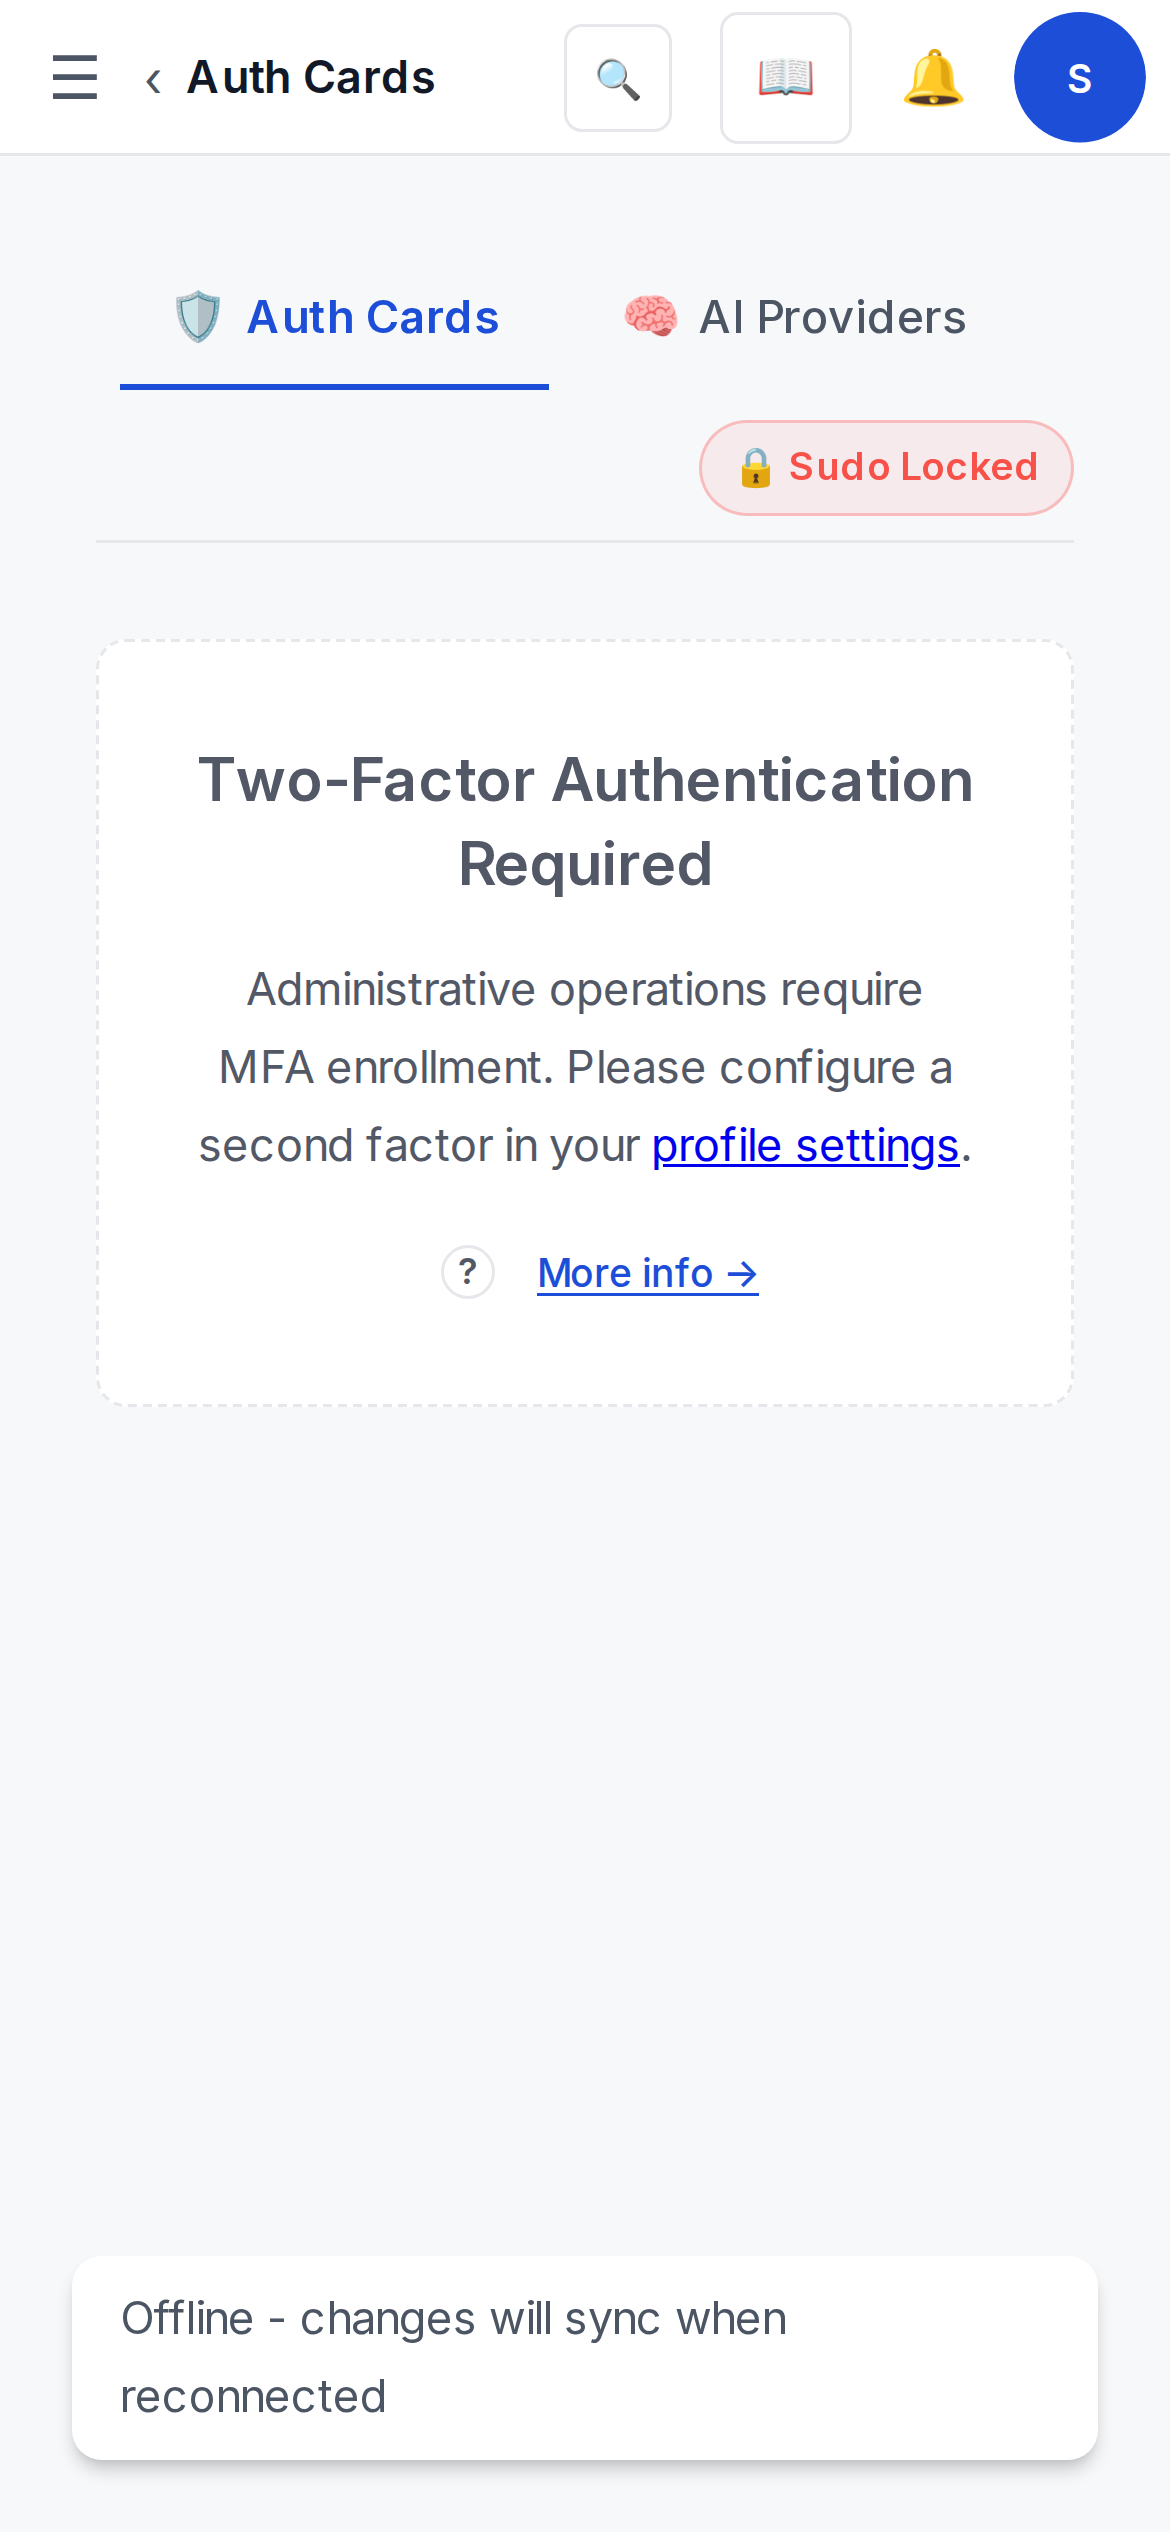 ☰ ‹ Auth Cards 🔍 📖 🔔 S
🛡️ Auth Cards 🧠 AI Providers
🔒 Sudo Locked
Two-Factor Authentication
Required
Administrative operations require
MFA enrollment. Please configure a
second factor in your profile settings.
? More info →
Offline - changes will sync when
reconnected